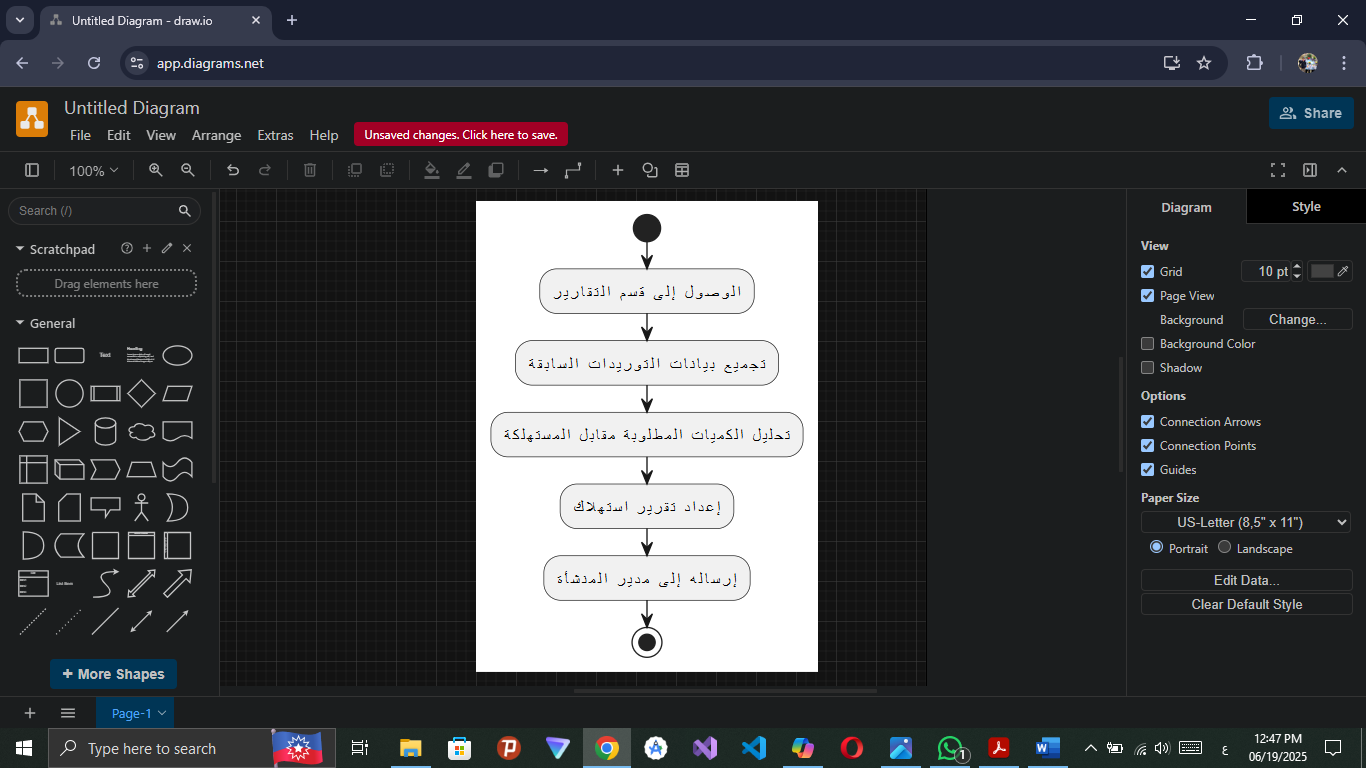 Untitled Diagram - draw.io
app.diagrams.net
Untitled Diagram
File Edit View Arrange Extras Help
Unsaved changes. Click here to save.
Share
100%
Search (/)
Scratchpad
Drag elements here
General
Text
Heading
List Item
More Shapes
الوصول إلى قسم التقارير
تجميع بيانات التوريدات السابقة
تحليل الكميات المطلوبة مقابل المستهلكة
إعداد تقرير استهلاك
إرساله إلى مدير المنشأة
Diagram
Style
View
Grid
10 pt
Page View
Background
Change...
Background Color
Shadow
Options
Connection Arrows
Connection Points
Guides
Paper Size
US-Letter (8,5" x 11")
Portrait
Landscape
Edit Data...
Clear Default Style
Page-1
Type here to search
1
ع
12:47 PM
06/19/2025